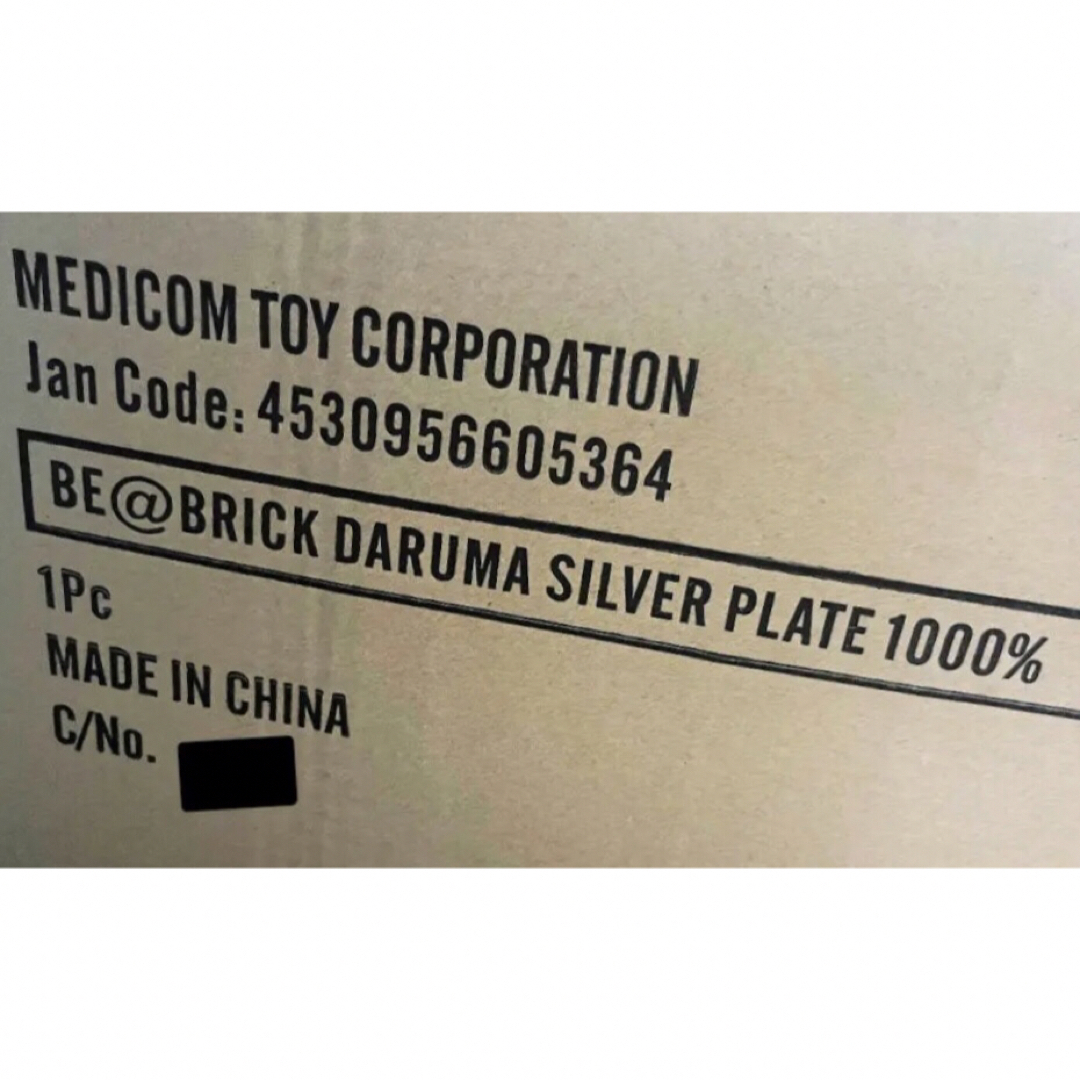 MEDICOM TOY CORPORATION
Jan Code: 4530956605364
BE@BRICK DARUMA SILVER PLATE 1000%
1Pc
MADE IN CHINA
C/No.